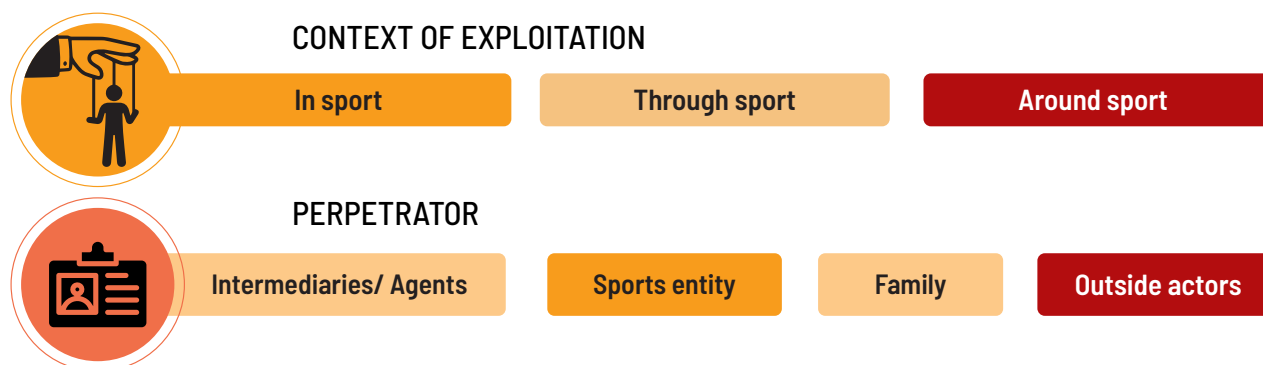 CONTEXT OF EXPLOITATION
In sport Through sport Around sport
PERPETRATOR
Intermediaries/ Agents Sports entity Family Outside actors